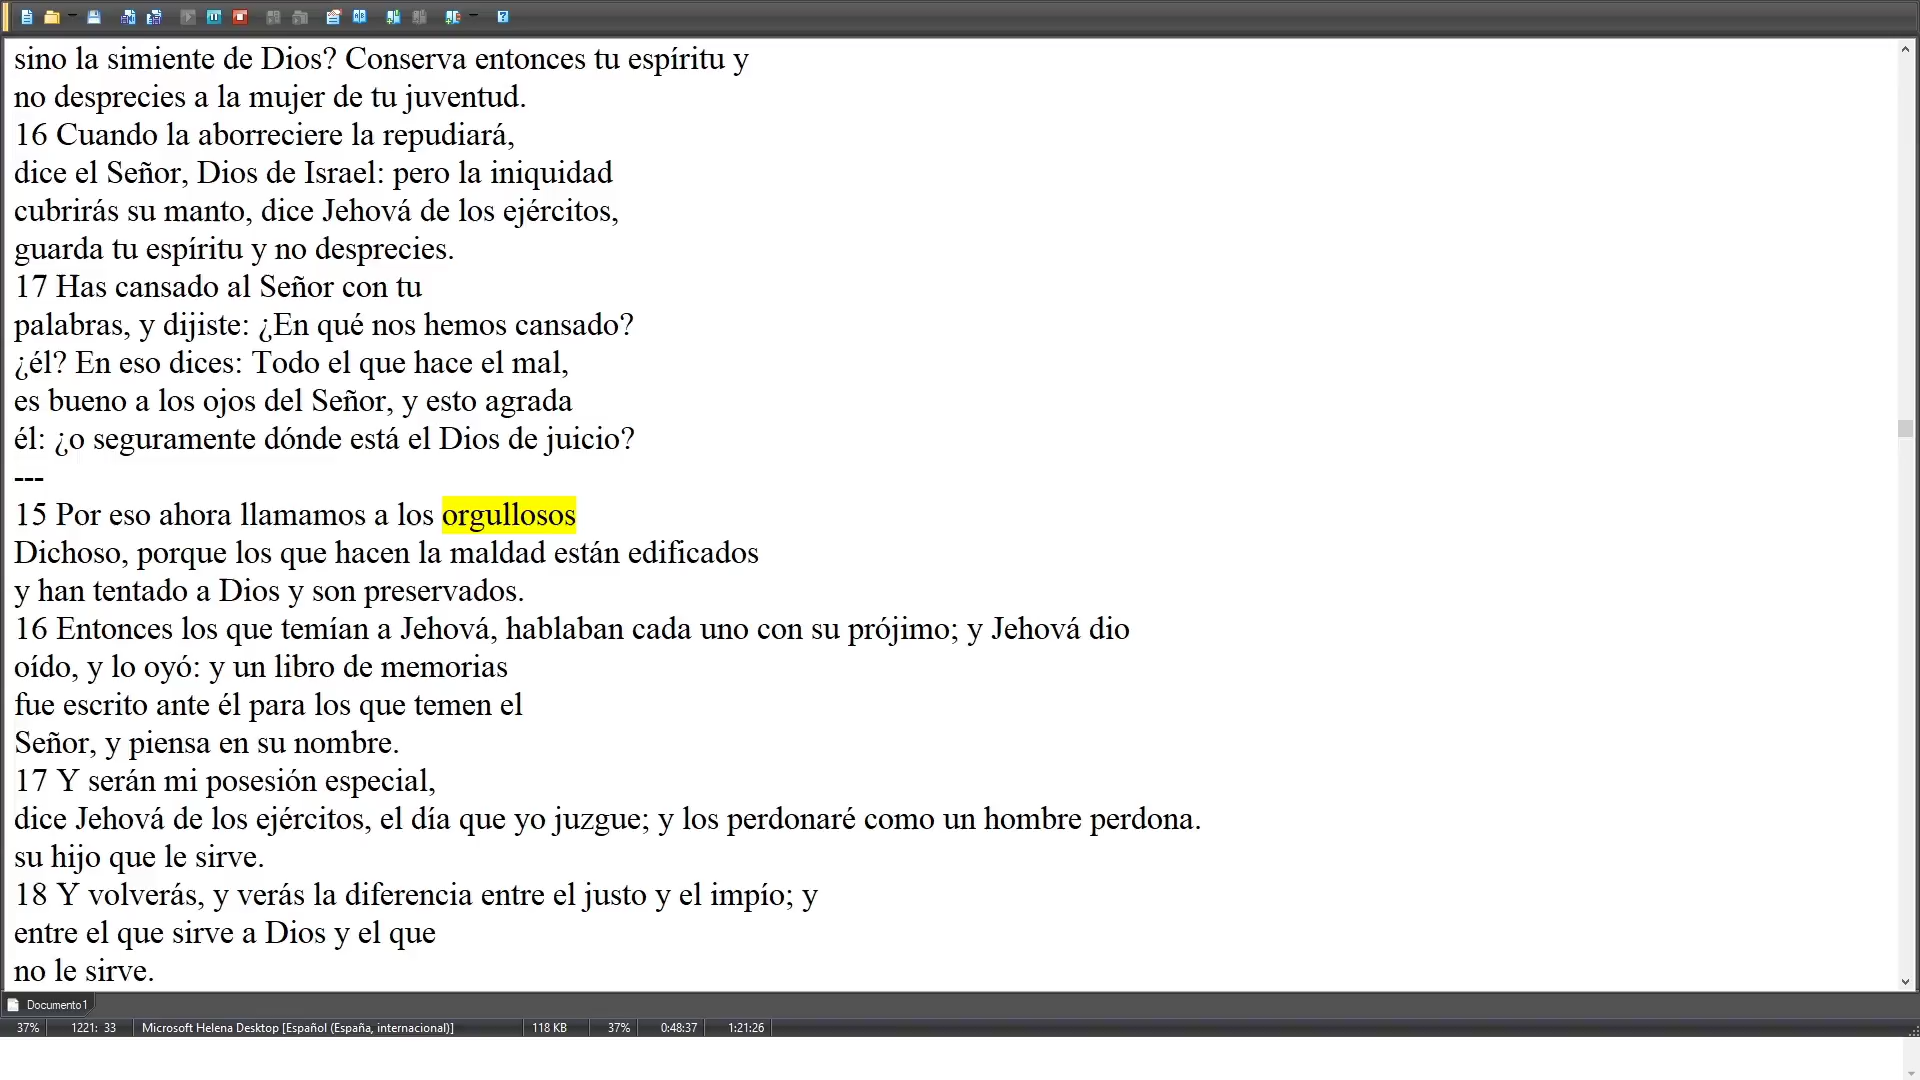 sino la simiente de Dios? Conserva entonces tu espíritu y
no desprecies a la mujer de tu juventud.
16 Cuando la aborreciere la repudiará,
dice el Señor, Dios de Israel: pero la iniquidad
cubrirás su manto, dice Jehová de los ejércitos,
guarda tu espíritu y no desprecies.
17 Has cansado al Señor con tu
palabras, y dijiste: ¿En qué nos hemos cansado?
¿él? En eso dices: Todo el que hace el mal,
es bueno a los ojos del Señor, y esto agrada
él: ¿o seguramente dónde está el Dios de juicio?
---
15 Por eso ahora llamamos a los orgullosos
Dichoso, porque los que hacen la maldad están edificados
y han tentado a Dios y son preservados.
16 Entonces los que temían a Jehová, hablaban cada uno con su prójimo; y Jehová dio
oído, y lo oyó: y un libro de memorias
fue escrito ante él para los que temen el
Señor, y piensa en su nombre.
17 Y serán mi posesión especial,
dice Jehová de los ejércitos, el día que yo juzgue; y los perdonaré como un hombre perdona.
su hijo que le sirve.
18 Y volverás, y verás la diferencia entre el justo y el impío; y
entre el que sirve a Dios y el que
no le sirve.
Documento1
37% 1221: 33 Microsoft Helena Desktop [Español (España, internacional)] 118 KB 37% 0:48:37 1:21:26